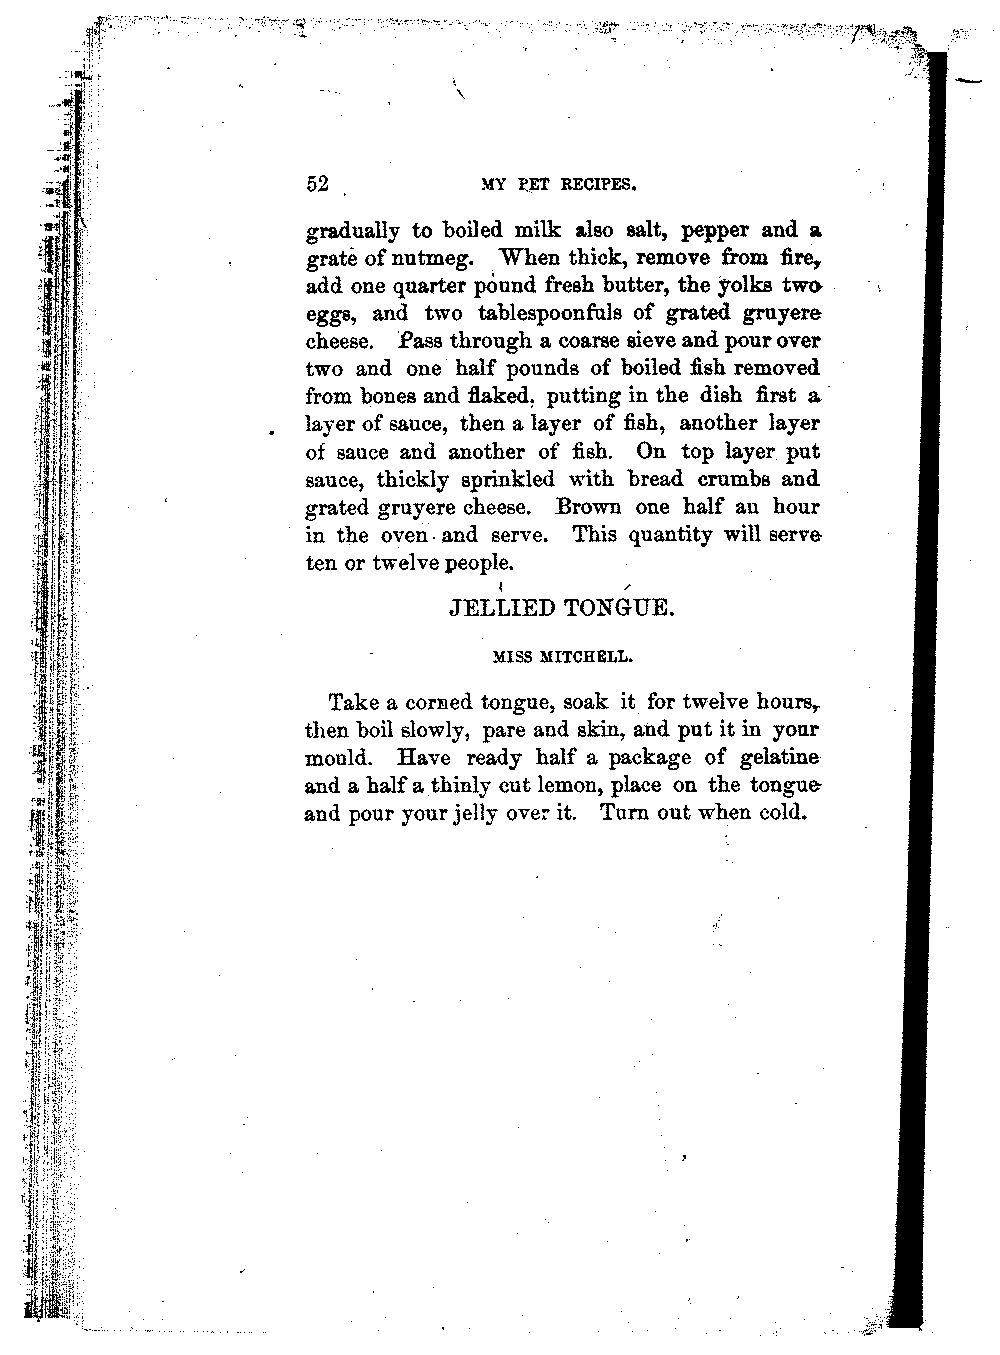 52 MY PET RECIPES.
gradually to boiled milk also salt, pepper and a
grate of nutmeg. When thick, remove from fire,
add one quarter pound fresh butter, the yolks two
eggs, and two tablespoonfuls of grated gruyere
cheese. Pass through a coarse sieve and pour over
two and one half pounds of boiled fish removed
from bones and flaked, putting in the dish first a
layer of sauce, then a layer of fish, another layer
of sauce and another of fish. On top layer put
sauce, thickly sprinkled with bread crumbs and
grated gruyere cheese. Brown one half an hour
in the oven and serve. This quantity will serve
ten or twelve people.
JELLIED TONGUE.
MISS MITCHELL.
Take a corned tongue, soak it for twelve hours,
then boil slowly, pare and skin, and put it in your
mould. Have ready half a package of gelatine
and a half a thinly cut lemon, place on the tongue
and pour your jelly over it. Turn out when cold.